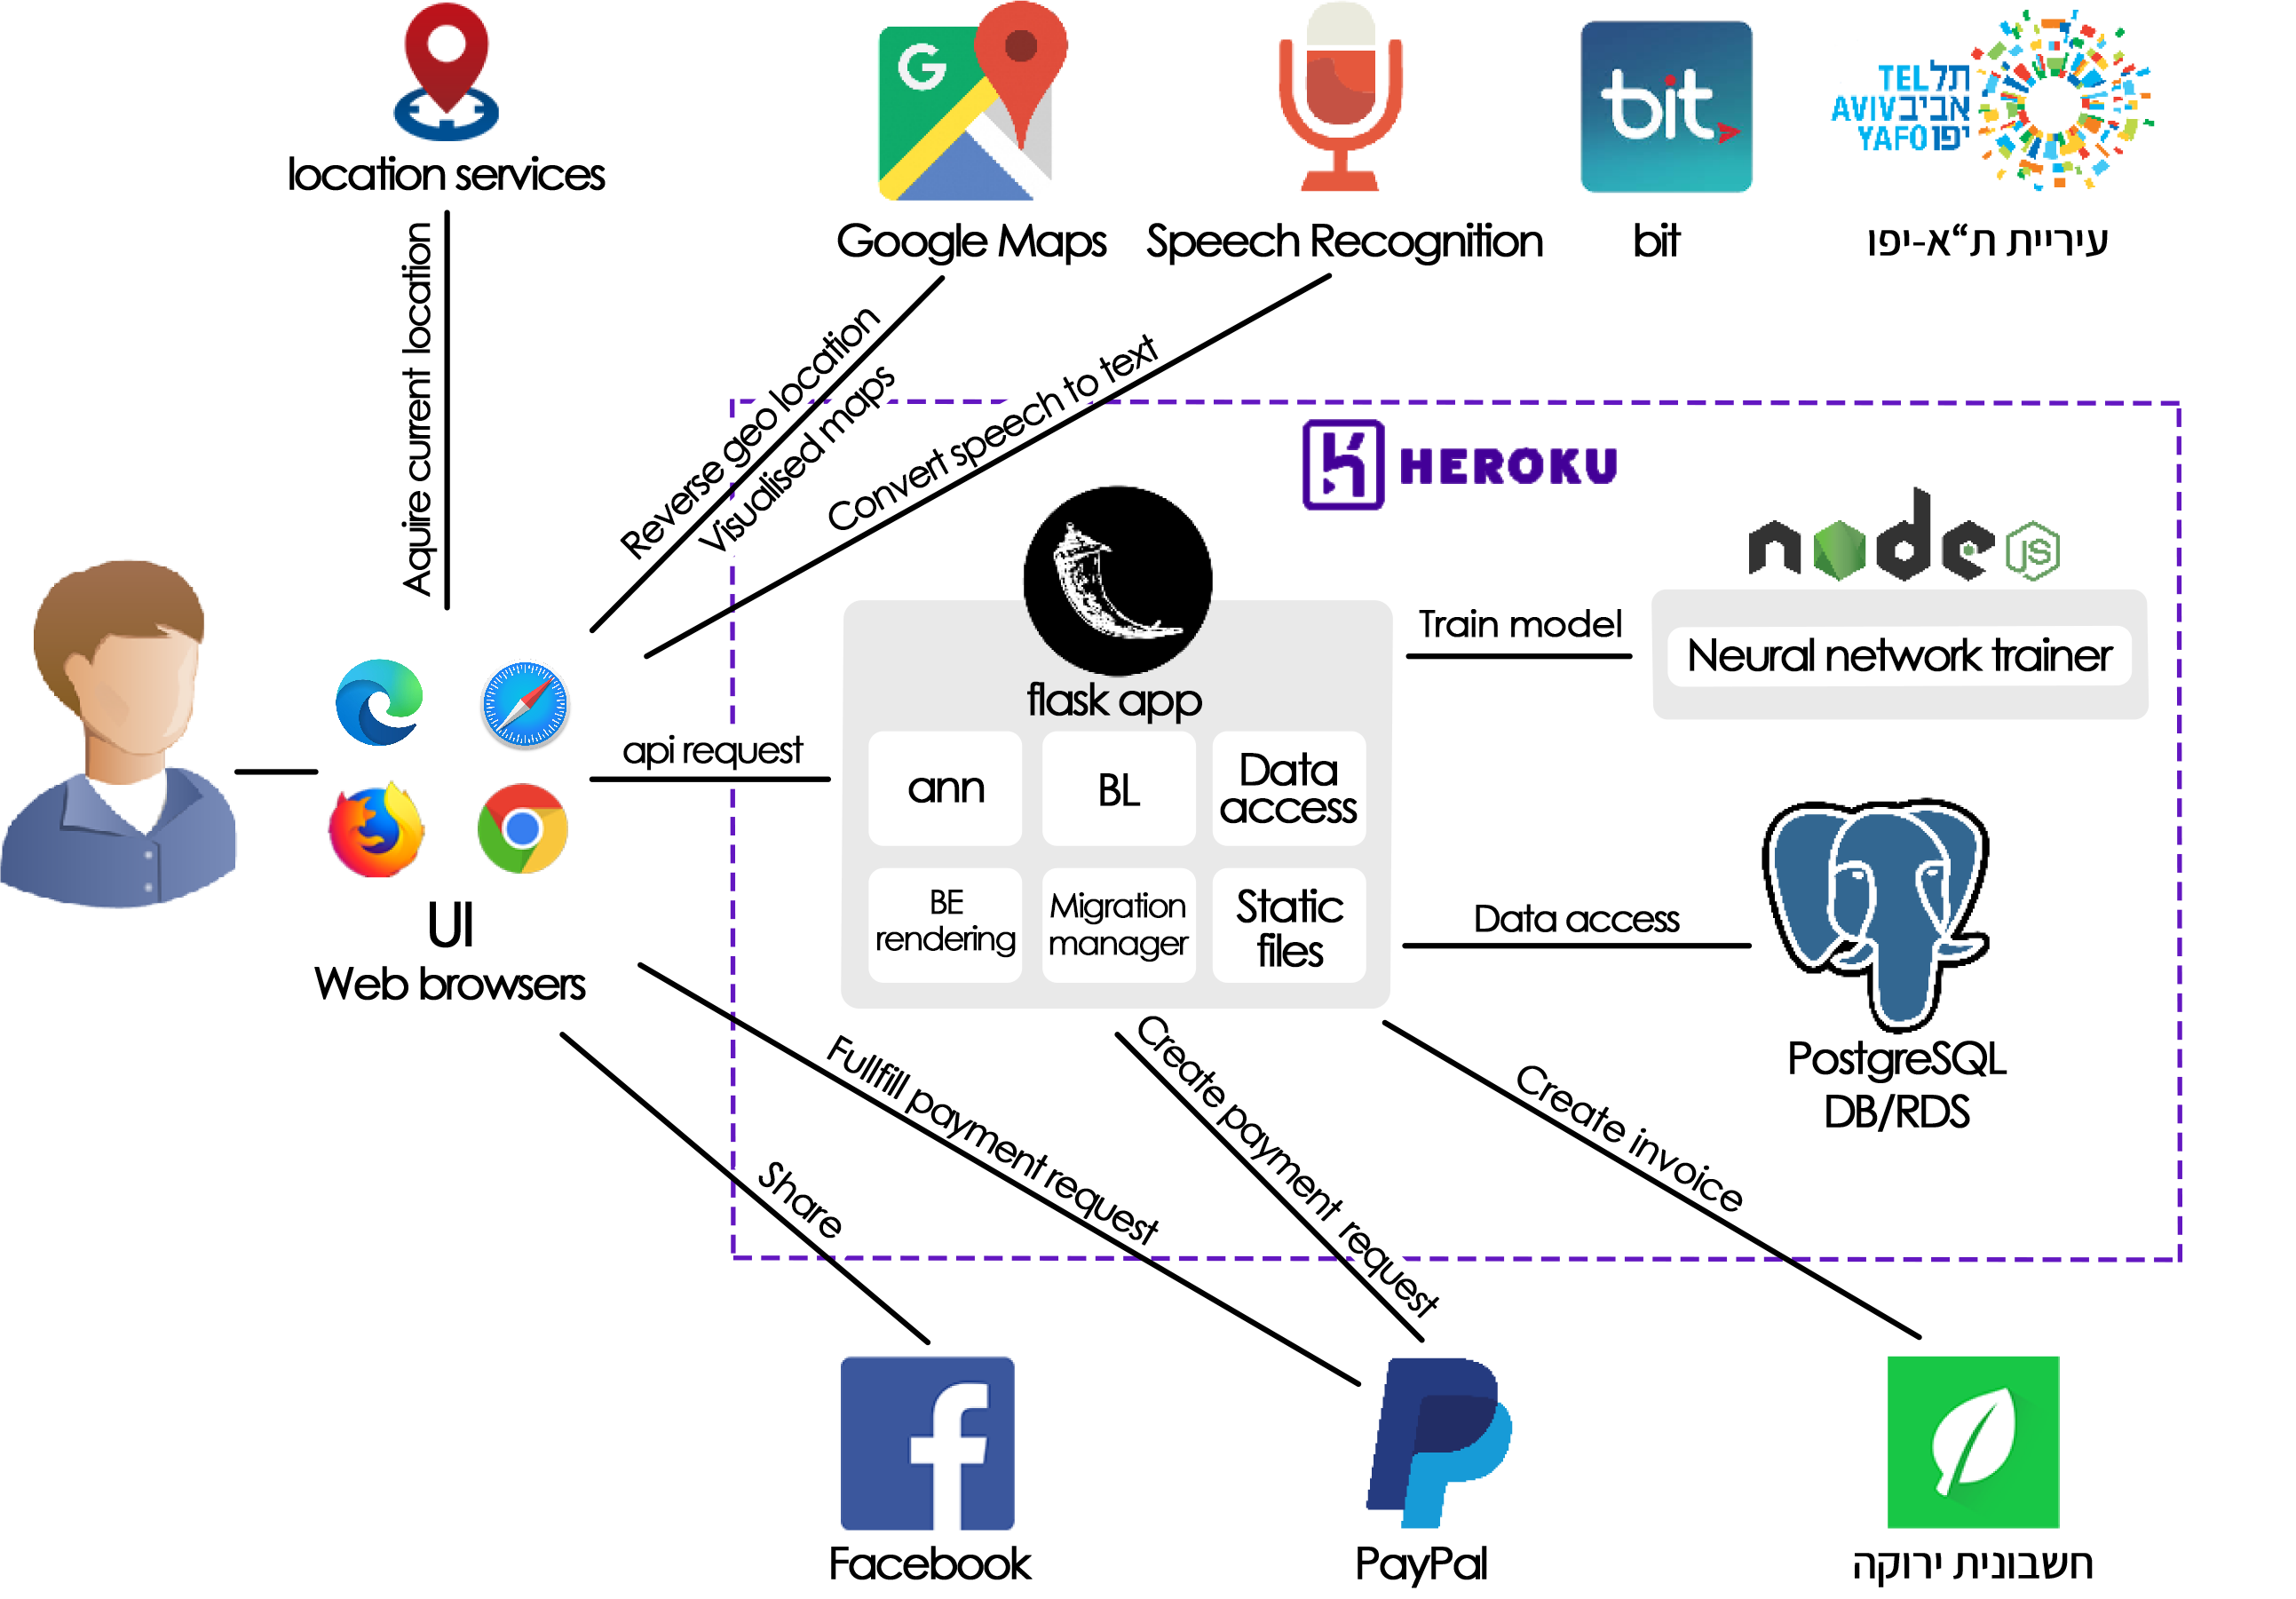 location services
Google Maps
Speech Recognition
bit
bit
TEL תל
AVIV אביב
YAFO יפו
עיריית ת“א-יפו
Aquire current location
Reverse geo location
Visualised maps
Convert speech to text
HEROKU
node
JS
Train model
Neural network trainer
flask app
api request
ann
BL
Data
access
BE
rendering
Migration
manager
Static
files
Data access
PostgreSQL
DB/RDS
UI
Web browsers
Share
Fullfill payment request
Create payment request
Create invoice
Facebook
PayPal
חשבונית ירוקה